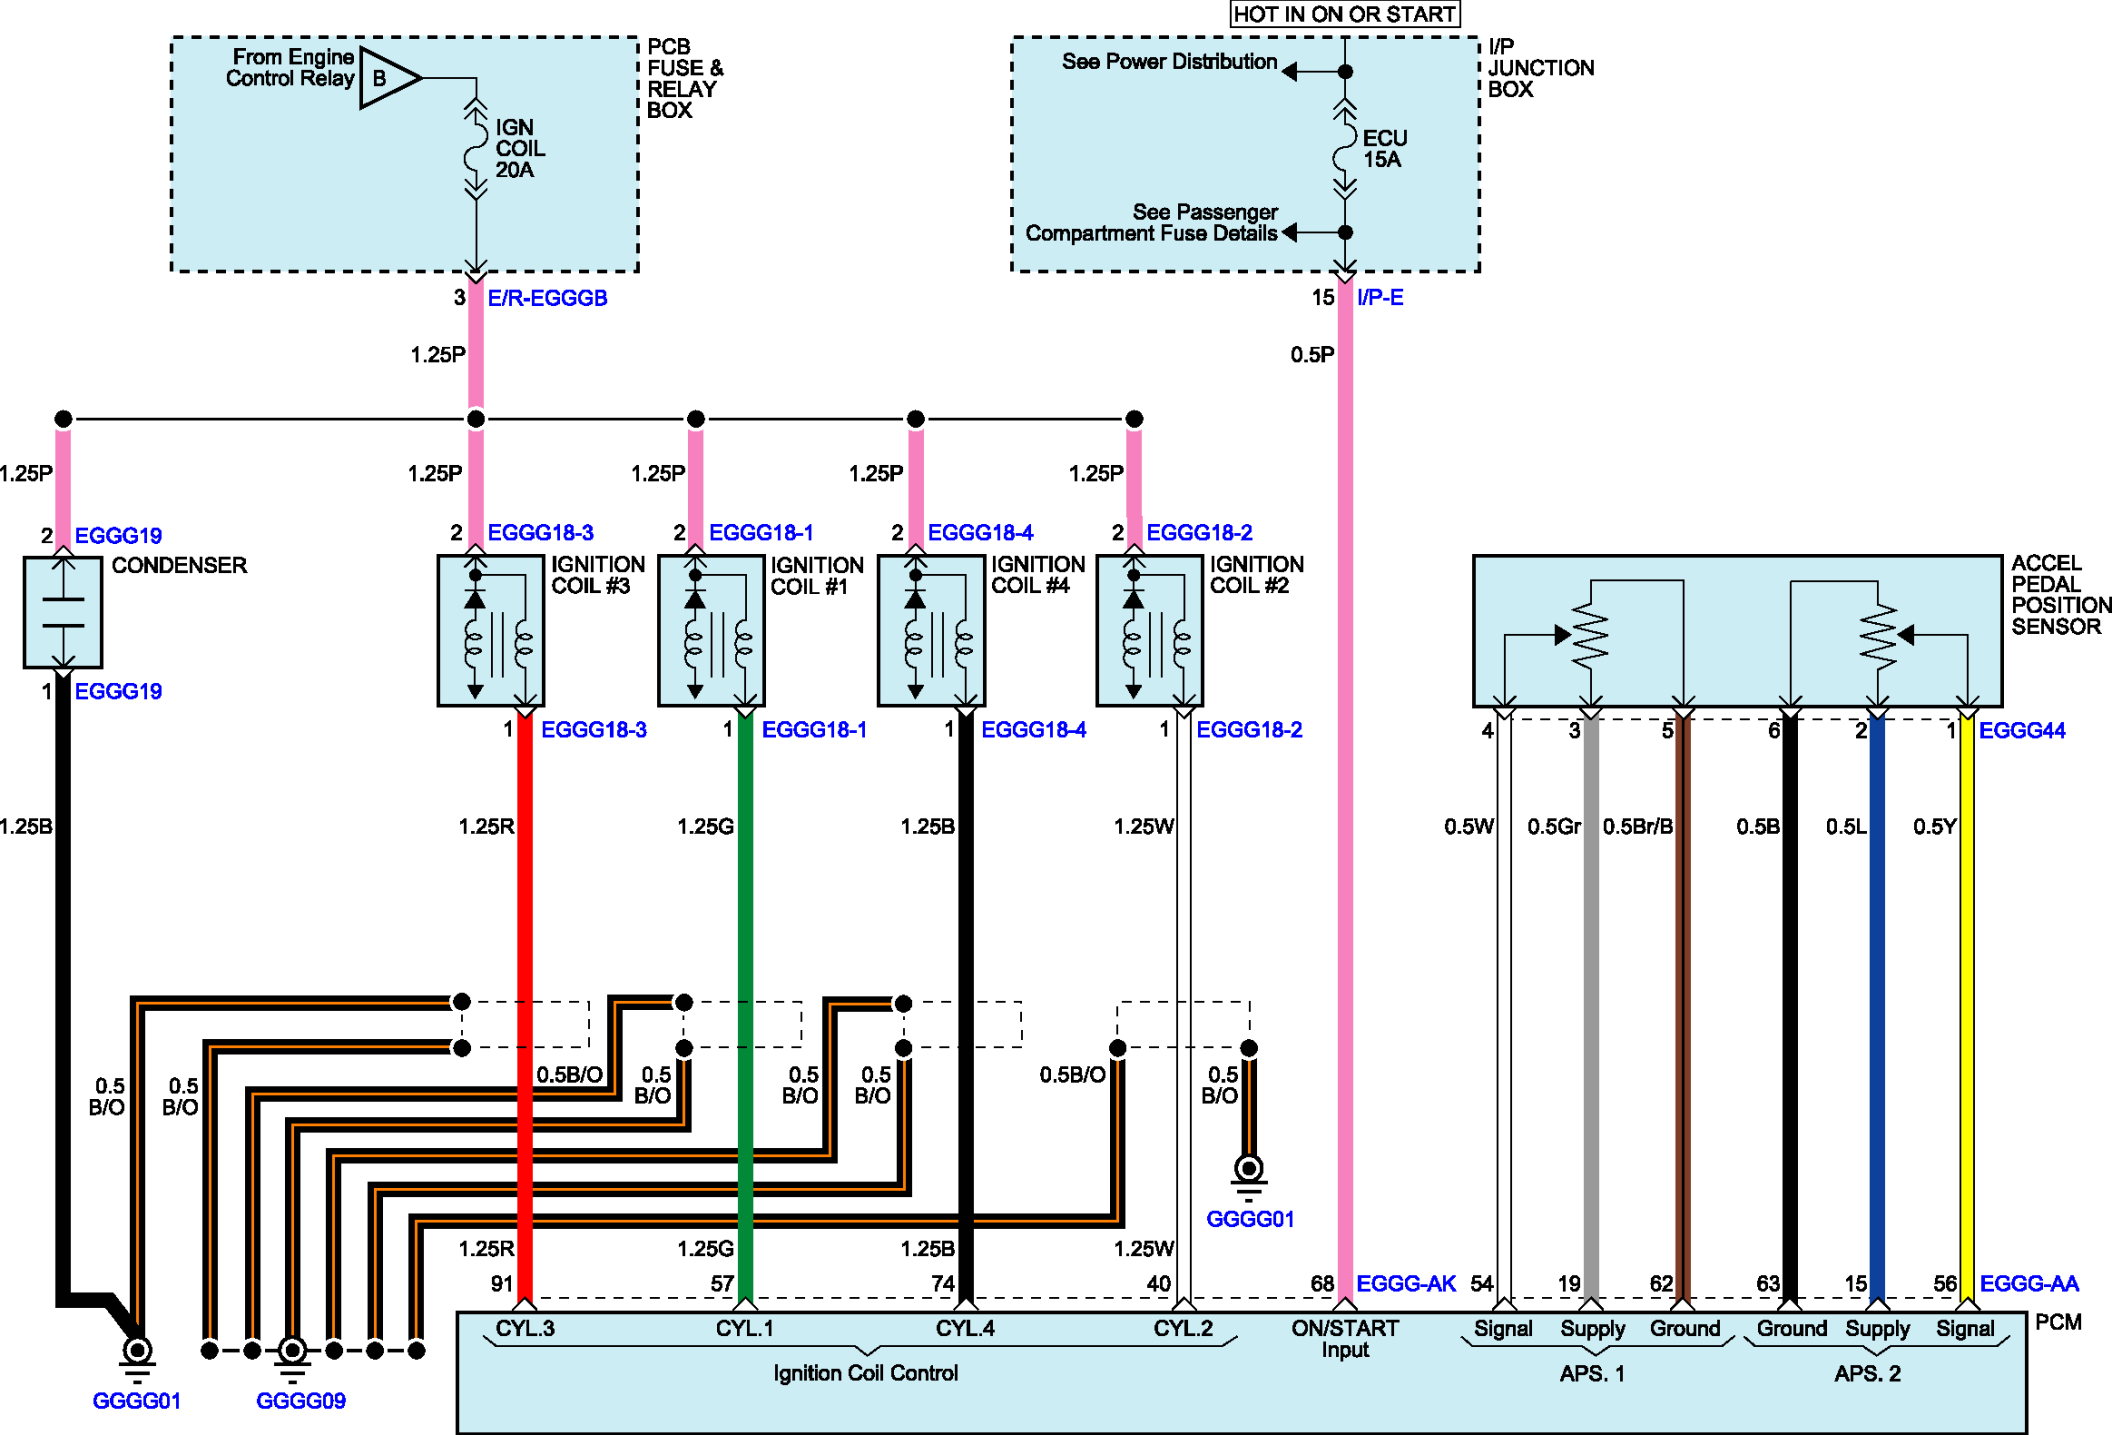 HOT IN ON OR START
From Engine
Control Relay
B
IGN
COIL
20A
PCB
FUSE &
RELAY
BOX
See Power Distribution
ECU
15A
See Passenger
Compartment Fuse Details
I/P
JUNCTION
BOX
3 E/R-EGGGB
15 I/P-E
1.25P
0.5P
1.25P
1.25P
1.25P
1.25P
1.25P
2 EGGG19
2 EGGG18-3
2 EGGG18-1
2 EGGG18-4
2 EGGG18-2
CONDENSER
IGNITION
COIL #3
IGNITION
COIL #1
IGNITION
COIL #4
IGNITION
COIL #2
ACCEL
PEDAL
POSITION
SENSOR
1 EGGG19
1 EGGG18-3
1 EGGG18-1
1 EGGG18-4
1 EGGG18-2
4
3
5
6
2
1 EGGG44
1.25B
1.25R
1.25G
1.25B
1.25W
0.5W
0.5Gr
0.5Br/B
0.5B
0.5L
0.5Y
0.5
B/O
0.5
B/O
0.5B/O
0.5
B/O
0.5
B/O
0.5
B/O
0.5B/O
0.5
B/O
GGGG01
1.25R
1.25G
1.25B
1.25W
91
57
74
40
68 EGGG-AK
54
19
62
63
15
56 EGGG-AA
CYL.3
CYL.1
CYL.4
CYL.2
ON/START
Input
Signal
Supply
Ground
Ground
Supply
Signal
PCM
Ignition Coil Control
APS. 1
APS. 2
GGGG01
GGGG09